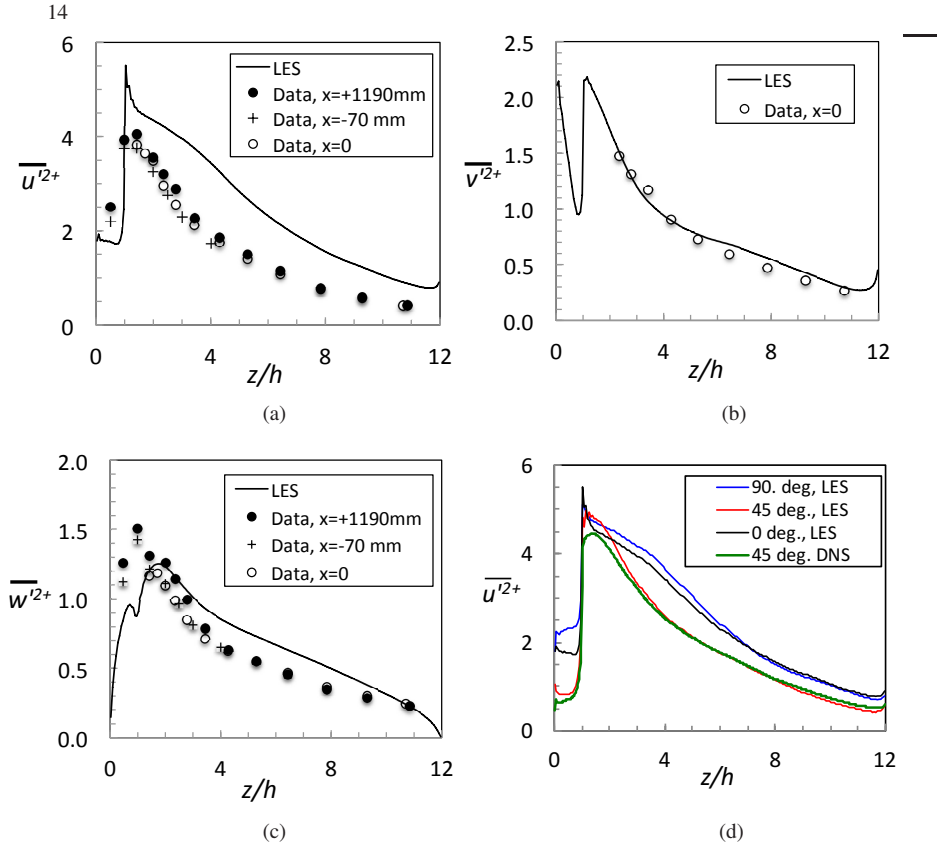 14
6
4
2
0
0
4
8
12
LES
Data, x=+1190mm
Data, x=-70 mm
Data, x=0
u'2+
z/h
(a)
2.5
2.0
1.5
1.0
0.5
0.0
0
4
8
12
LES
Data, x=0
v'2+
z/h
(b)
2.0
1.5
1.0
0.5
0.0
0
4
8
12
LES
Data, x=+1190mm
Data, x=-70 mm
Data, x=0
w'2+
z/h
(c)
6
4
2
0
0
4
8
12
90. deg, LES
45 deg., LES
0 deg., LES
45 deg. DNS
u'2+
z/h
(d)